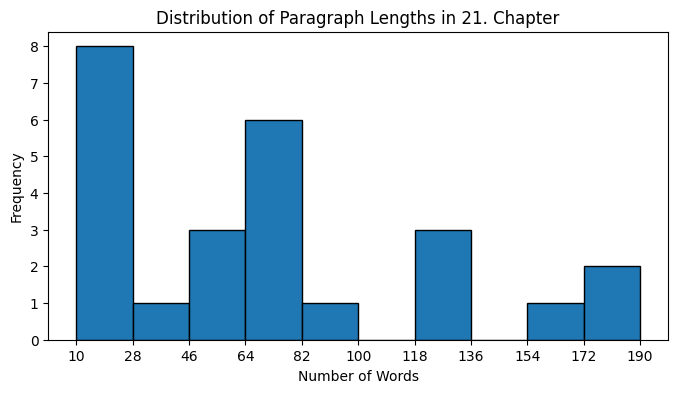 Distribution of Paragraph Lengths in 21. Chapter
8
7
6
5
4
3
2
1
0
Frequency
10 28 46 64 82 100 118 136 154 172 190
Number of Words